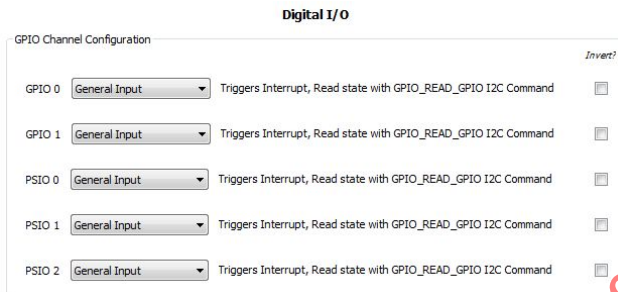 Digital I/O
GPIO Channel Configuration
Invert?
GPIO 0 General Input Triggers Interrupt, Read state with GPIO_READ_GPIO I2C Command
GPIO 1 General Input Triggers Interrupt, Read state with GPIO_READ_GPIO I2C Command
PSIO 0 General Input Triggers Interrupt, Read state with GPIO_READ_GPIO I2C Command
PSIO 1 General Input Triggers Interrupt, Read state with GPIO_READ_GPIO I2C Command
PSIO 2 General Input Triggers Interrupt, Read state with GPIO_READ_GPIO I2C Command